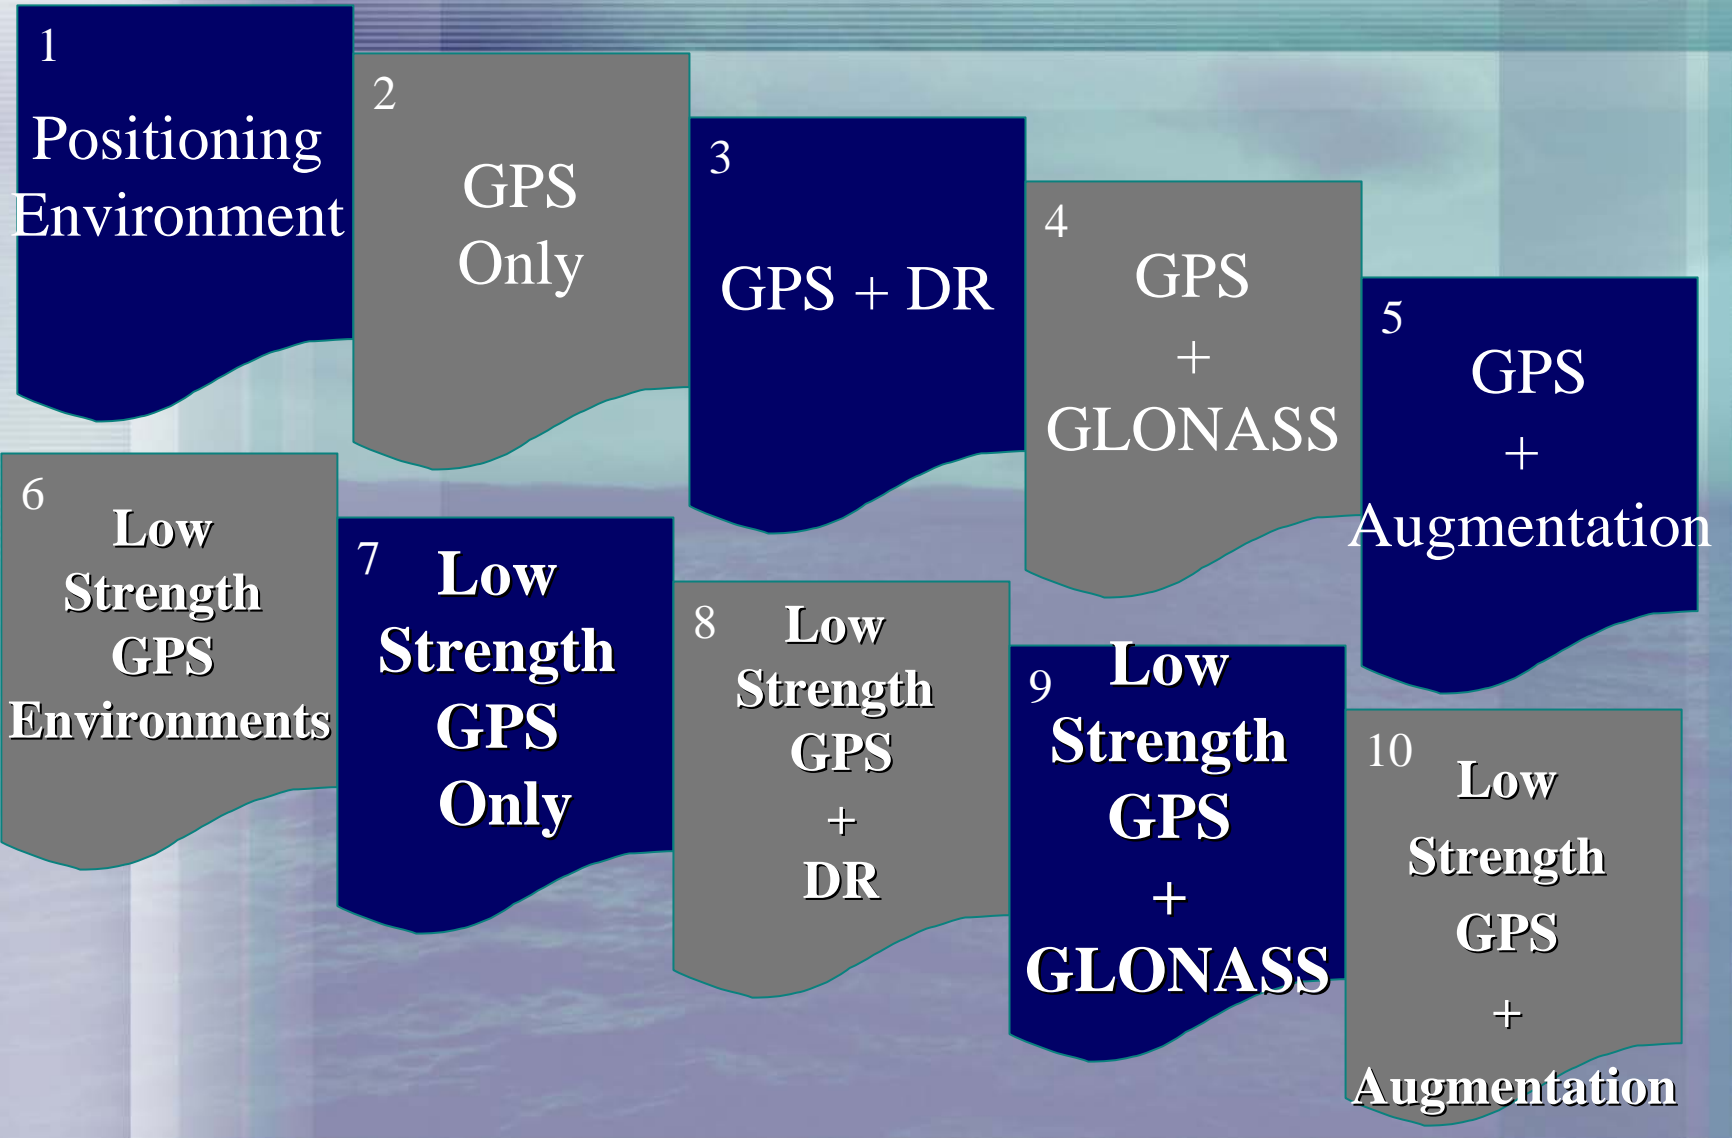 1
Positioning
Environment
2
GPS
Only
3
GPS + DR
4
GPS
+
GLONASS
5
GPS
+
Augmentation
6
Low
Strength
GPS
Environments
7
Low
Strength
GPS
Only
8
Low
Strength
GPS
+
DR
9
Low
Strength
GPS
+
GLONASS
10
Low
Strength
GPS
+
Augmentation